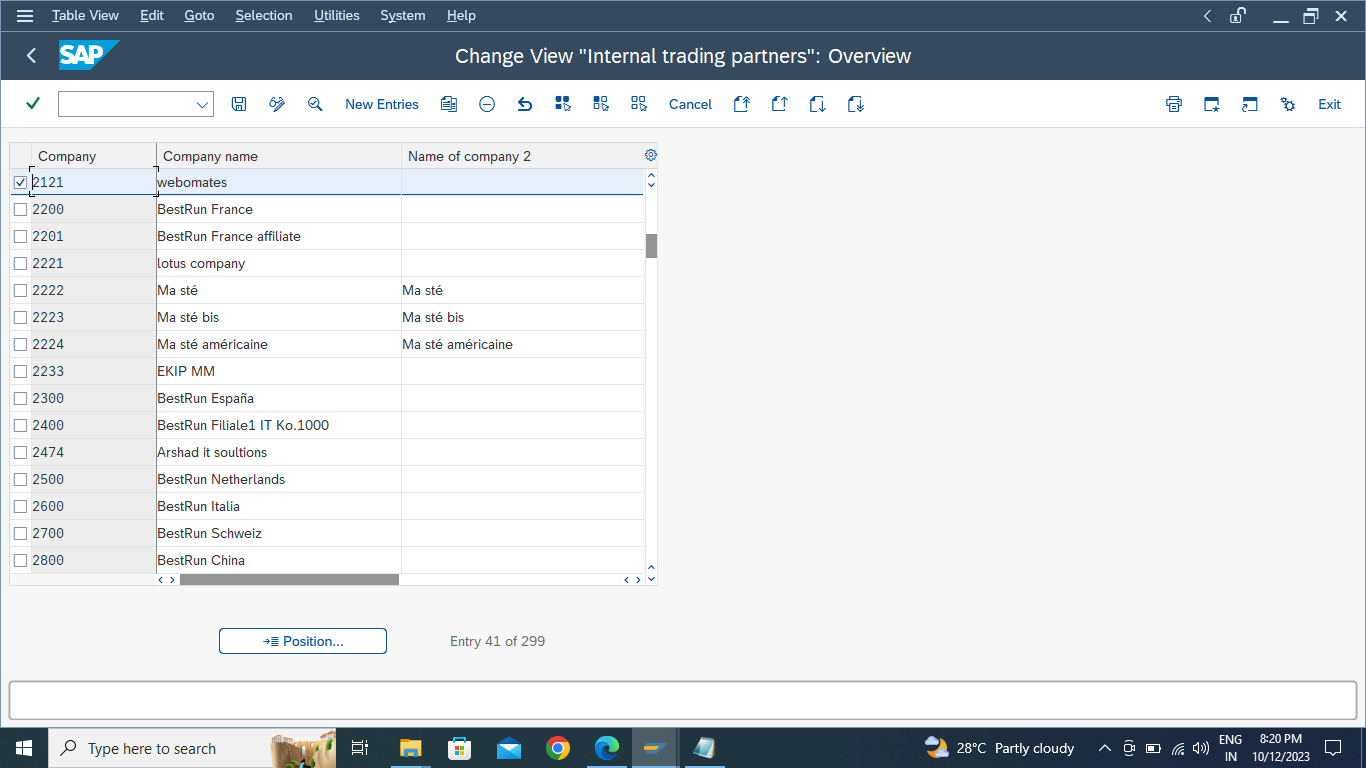 Table View Edit Goto Selection Utilities System Help
SAP Change View "Internal trading partners": Overview
New Entries Cancel Exit
Company Company name Name of company 2
2121 webomates
2200 BestRun France
2201 BestRun France affiliate
2221 lotus company
2222 Ma sté Ma sté
2223 Ma sté bis Ma sté bis
2224 Ma sté américaine Ma sté américaine
2233 EKIP MM
2300 BestRun España
2400 BestRun Filiale1 IT Ko.1000
2474 Arshad it soultions
2500 BestRun Netherlands
2600 BestRun Italia
2700 BestRun Schweiz
2800 BestRun China
Position... Entry 41 of 299
Type here to search 28°C Partly cloudy ENG 8:20 PM
IN 10/12/2023